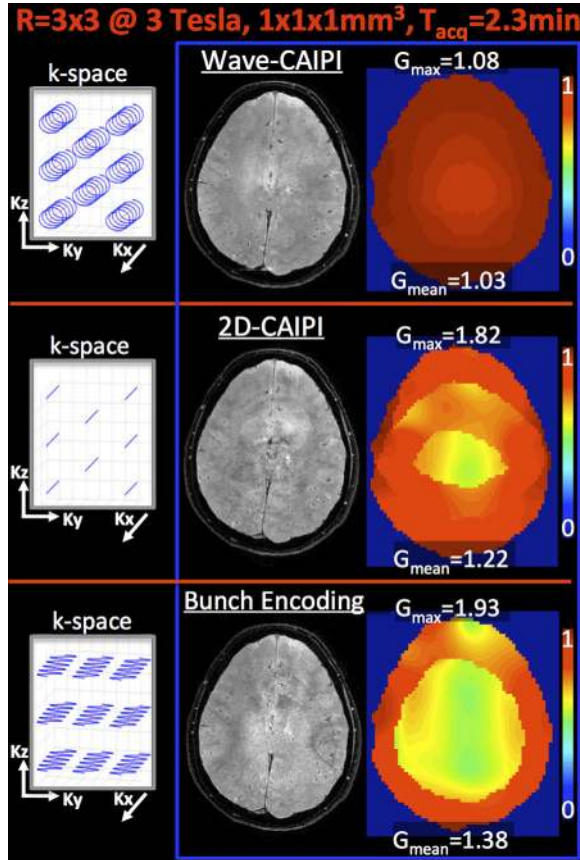 R=3x3 @ 3 Tesla, 1x1x1mm³, Tacq=2.3min
k-space
Wave-CAIPI
Gmax=1.08
1
Kz
Ky
Kx
0
Gmean=1.03
k-space
2D-CAIPI
Gmax=1.82
1
Kz
Ky
Kx
0
Gmean=1.22
k-space
Bunch Encoding
Gmax=1.93
1
Kz
Ky
Kx
0
Gmean=1.38